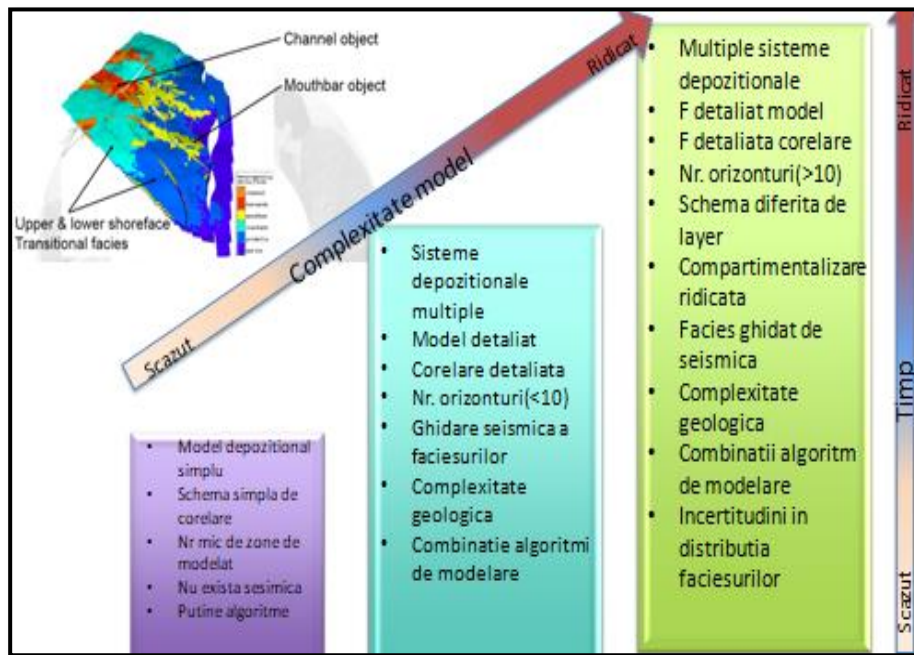 Channel object
Mouthbar object
Upper & lower shoreface
Transitional facies
Scazut
Complexitate model
Ridicat
• Model depozitional
simplu
• Schema simpla de
corelare
• Nr mic de zone de
modelat
• Nu exista sesimica
• Putine algoritme
• Sisteme
depozitionale
multiple
• Model detaliat
• Corelare detaliata
• Nr. orizonturi(<10)
• Ghidare seismica a
faciesurilor
• Complexitate
geologica
• Combinatie algoritmi
de modelare
• Multiple sisteme
depozitionale
• F detaliat model
• F detaliata corelare
• Nr. orizonturi(>10)
• Schema diferita de
layer
• Compartimentalizare
ridicata
• Facies ghidat de
seismica
• Complexitate
geologica
• Combinatii algoritm
de modelare
• Incertitudini in
distributia
faciesurilor
Ridicat
Timp
Scazut